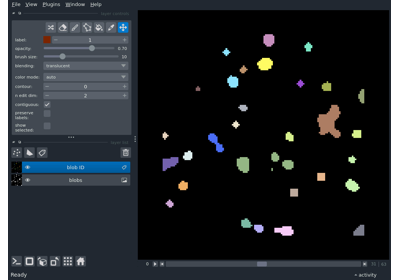 File View Plugins Window Help
label: 1
opacity: 0.70
brush size: 10
blending: translucent
color mode: auto
contour: 0
n edit dim: 2
contiguous:
preserve labels:
show selected:
blob ID
blobs
Ready
activity